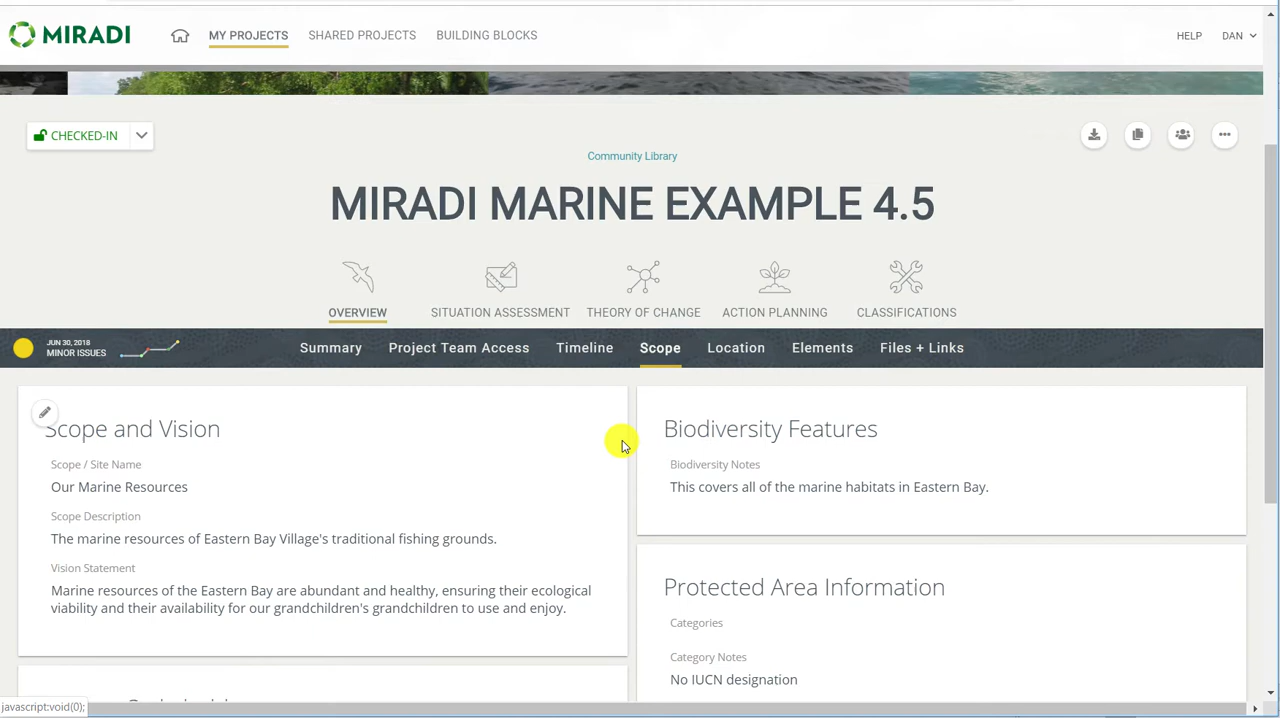 MIRADI
MY PROJECTS
SHARED PROJECTS
BUILDING BLOCKS
HELP
DAN
CHECKED-IN
Community Library
MIRADI MARINE EXAMPLE 4.5
OVERVIEW
SITUATION ASSESSMENT
THEORY OF CHANGE
ACTION PLANNING
CLASSIFICATIONS
JUN 30, 2018
MINOR ISSUES
Summary
Project Team Access
Timeline
Scope
Location
Elements
Files + Links
Scope and Vision
Scope / Site Name
Our Marine Resources
Scope Description
The marine resources of Eastern Bay Village's traditional fishing grounds.
Vision Statement
Marine resources of the Eastern Bay are abundant and healthy, ensuring their ecological
viability and their availability for our grandchildren's grandchildren to use and enjoy.
Biodiversity Features
Biodiversity Notes
This covers all of the marine habitats in Eastern Bay.
Protected Area Information
Categories
Category Notes
No IUCN designation
javascript:void(0);